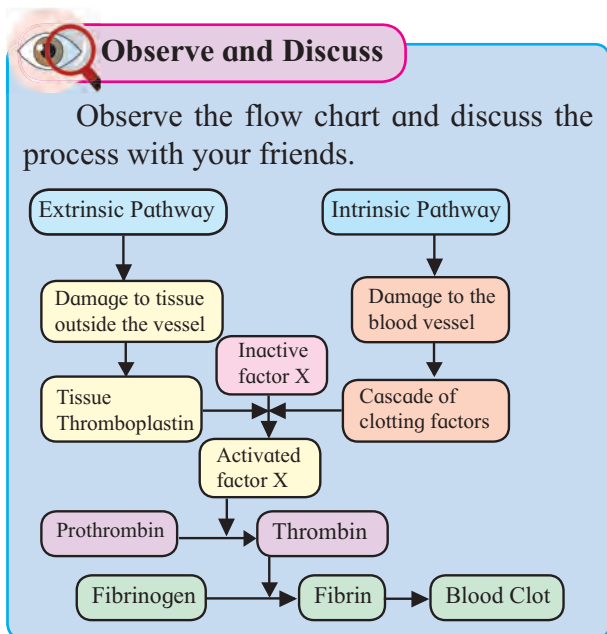 Observe and Discuss
Observe the flow chart and discuss the
process with your friends.
Extrinsic Pathway
Intrinsic Pathway
Damage to tissue
outside the vessel
Damage to the
blood vessel
Inactive
factor X
Tissue
Thromboplastin
Cascade of
clotting factors
Activated
factor X
Prothrombin
Thrombin
Fibrinogen
Fibrin
Blood Clot